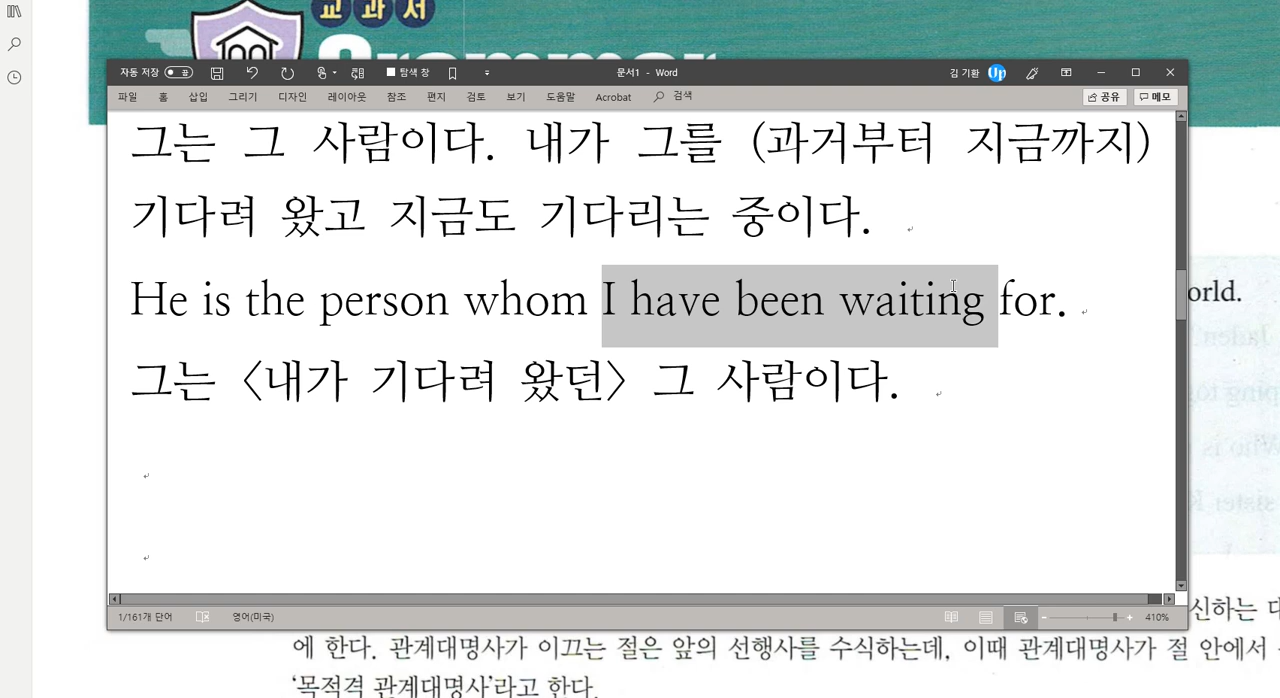 교과서
Grammar
자동 저장 끔 탐색 창 문서1 - Word 김 기환 Up
파일 홈 삽입 그리기 디자인 레이아웃 참조 편지 검토 보기 도움말 Acrobat 검색 공유 메모
그는 그 사람이다. 내가 그를 (과거부터 지금까지)
기다려 왔고 지금도 기다리는 중이다.
He is the person whom I have been waiting for.
orld.
그는 〈내가 기다려 왔던〉 그 사람이다.
1/161개 단어 영어(미국) 410%
신하는 대
에 한다. 관계대명사가 이끄는 절은 앞의 선행사를 수식하는데, 이때 관계대명사가 절 안에서
‘목적격 관계대명사’라고 한다.